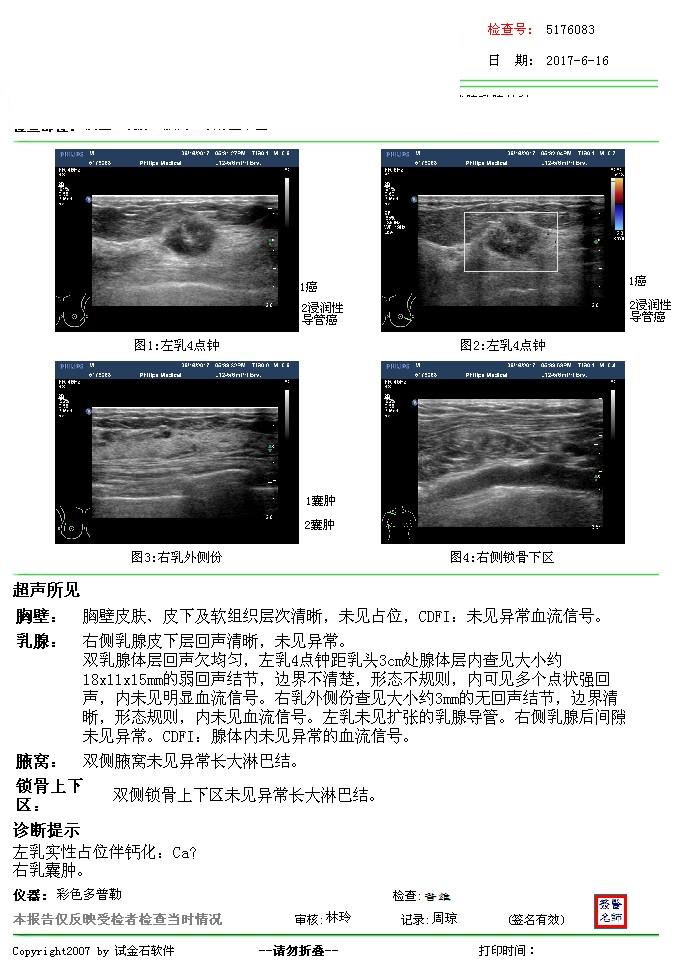 检查号： 5176083
日 期： 2017-6-16
PHILIPS
Philips Medical
PHILIPS
Philips Medical
1癌
2浸润性
导管癌
1癌
2浸润性
导管癌
图1:左乳4点钟
图2:左乳4点钟
PHILIPS
Philips Medical
PHILIPS
Philips Medical
1囊肿
2囊肿
图3:右乳外侧份
图4:右侧锁骨下区
超声所见
胸壁： 胸壁皮肤、皮下及软组织层次清晰，未见占位，CDFI：未见异常血流信号。
乳腺： 右侧乳腺皮下层回声清晰，未见异常。
双乳腺体层回声欠均匀，左乳4点钟距乳头3cm处腺体层内查见大小约
18x11x15mm的弱回声结节，边界不清楚，形态不规则，内可见多个点状强回
声，内未见明显血流信号。右乳外侧份查见大小约3mm的无回声结节，边界清
晰，形态规则，内未见血流信号。左乳未见扩张的乳腺导管。右侧乳腺后间隙
未见异常。CDFI：腺体内未见异常的血流信号。
腋窝： 双侧腋窝未见异常长大淋巴结。
锁骨上下
区： 双侧锁骨上下区未见异常长大淋巴结。
诊断提示
左乳实性占位伴钙化：Ca?
右乳囊肿。
仪器：彩色多普勒
检查：
本报告仅反映受检者检查当时情况 审核：林玲 记录：周琼 (签名有效)
Copyright2007 by 试金石软件 --请勿折叠-- 打印时间：